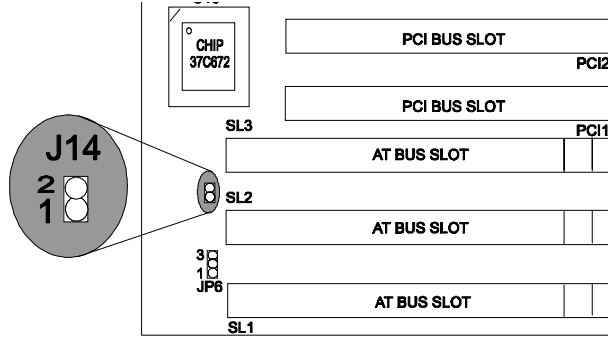 CHIP
37C672
PCI BUS SLOT
PCI2
PCI BUS SLOT
PCI1
SL3
AT BUS SLOT
J14
2
1
SL2
AT BUS SLOT
3
1
JP6
AT BUS SLOT
SL1